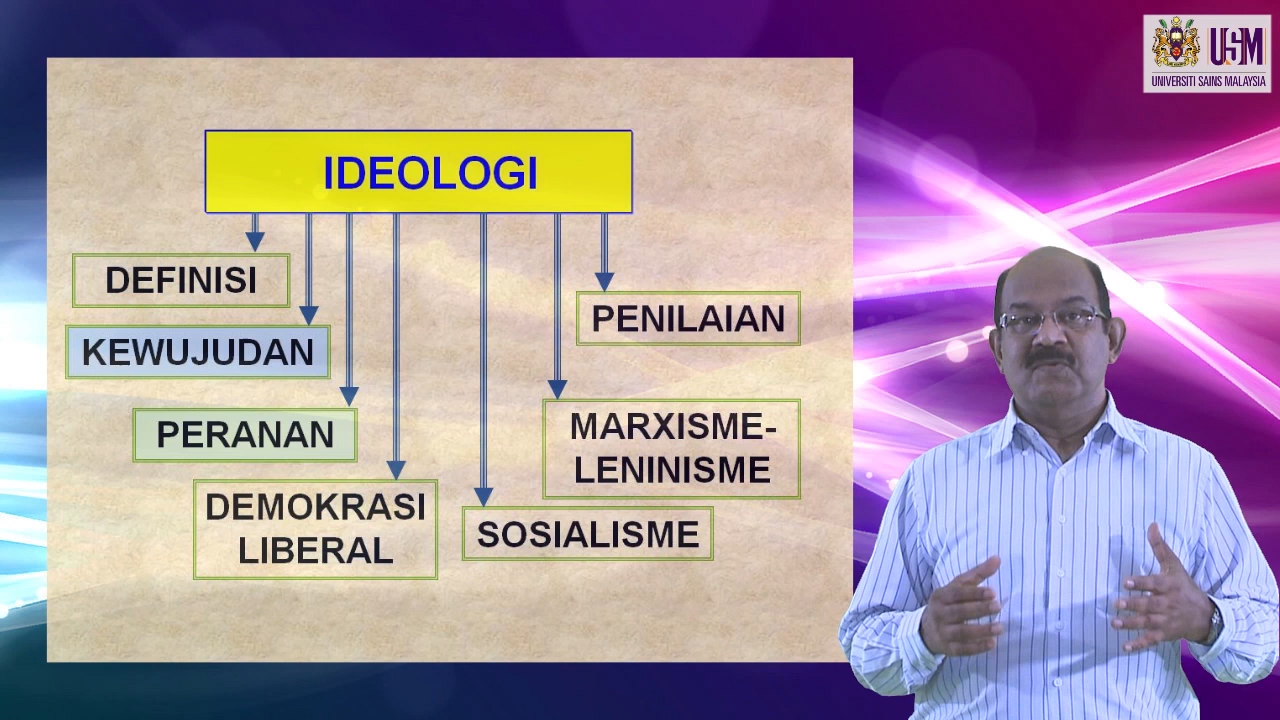 USM
UNIVERSITI SAINS MALAYSIA
IDEOLOGI
DEFINISI
KEWUJUDAN
PERANAN
DEMOKRASI
LIBERAL
SOSIALISME
MARXISME-
LENINISME
PENILAIAN